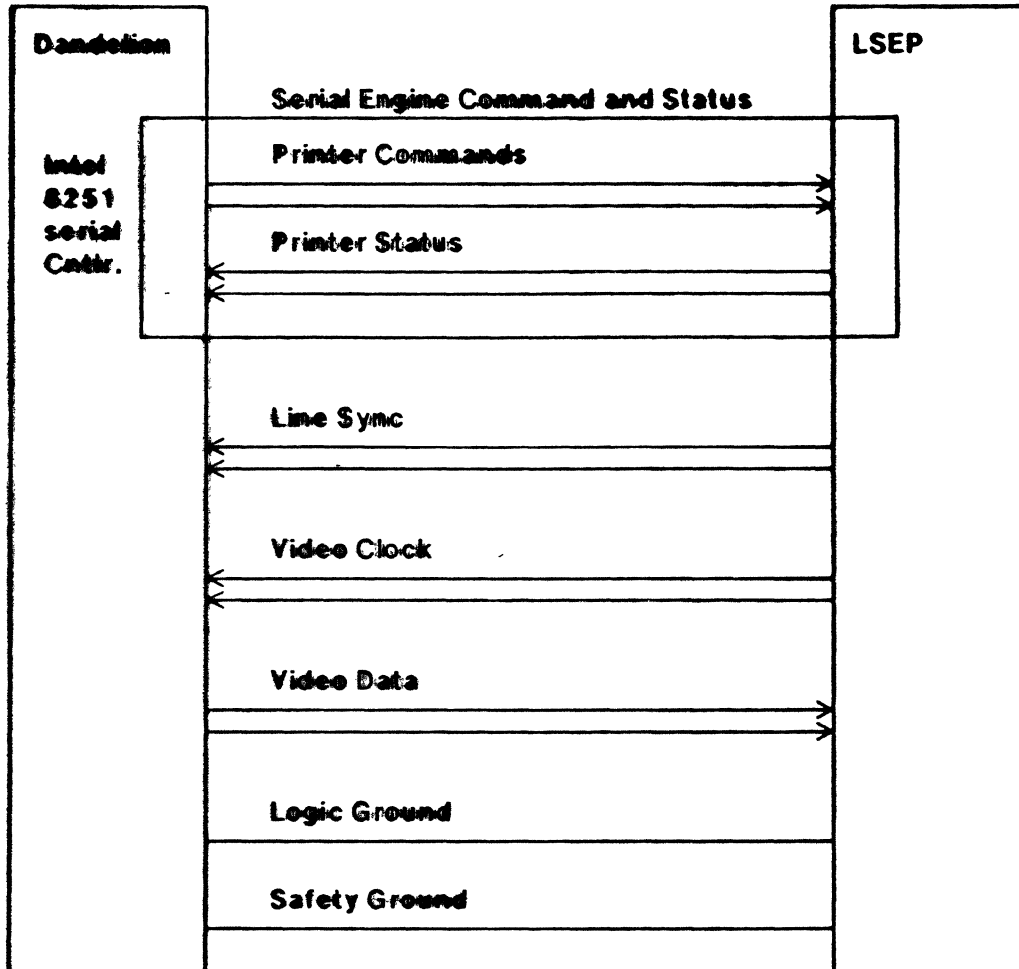 Dandelion
LSEP
Serial Engine Command and Status
Printer Commands
Intel
8251
serial
Cntlr.
Printer Status
Line Sync
Video Clock
Video Data
Logic Ground
Safety Ground